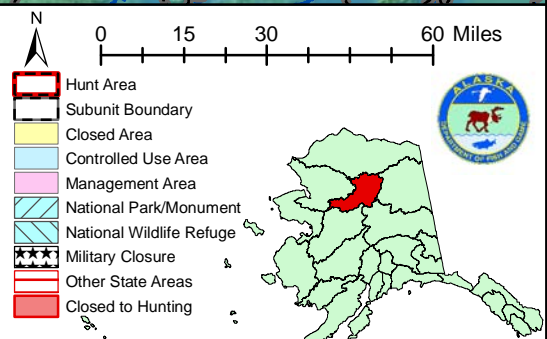 N
0 15 30 60 Miles
Hunt Area
Subunit Boundary
Closed Area
Controlled Use Area
Management Area
National Park/Monument
National Wildlife Refuge
Military Closure
Other State Areas
Closed to Hunting
ALASKA
DEPARTMENT OF FISH AND GAME